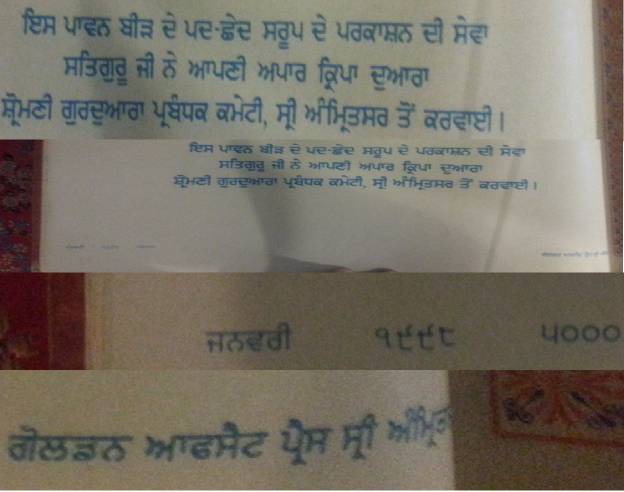 ਇਸ ਪਾਵਨ ਬੀੜ ਦੇ ਪਦ-ਛੇਦ ਸਰੂਪ ਦੇ ਪਰਕਾਸ਼ਨ ਦੀ ਸੇਵਾ
ਸਤਿਗੁਰੂ ਜੀ ਨੇ ਆਪਣੀ ਅਪਾਰ ਕ੍ਰਿਪਾ ਦੁਆਰਾ
ਸ਼੍ਰੋਮਣੀ ਗੁਰਦੁਆਰਾ ਪ੍ਰਬੰਧਕ ਕਮੇਟੀ, ਸ੍ਰੀ ਅੰਮ੍ਰਿਤਸਰ ਤੋਂ ਕਰਵਾਈ।
ਇਸ ਪਾਵਨ ਬੀੜ ਦੇ ਪਦ-ਛੇਦ ਸਰੂਪ ਦੇ ਪਰਕਾਸ਼ਨ ਦੀ ਸੇਵਾ
ਸਤਿਗੁਰੂ ਜੀ ਨੇ ਆਪਣੀ ਅਪਾਰ ਕ੍ਰਿਪਾ ਦੁਆਰਾ
ਸ਼੍ਰੋਮਣੀ ਗੁਰਦੁਆਰਾ ਪ੍ਰਬੰਧਕ ਕਮੇਟੀ, ਸ੍ਰੀ ਅੰਮ੍ਰਿਤਸਰ ਤੋਂ ਕਰਵਾਈ।
ਜਨਵਰੀ ੧੯੯੮ ੫੦੦੦
ਗੋਲਡਨ ਆਫਸੈਟ ਪ੍ਰੈਸ ਸ੍ਰੀ